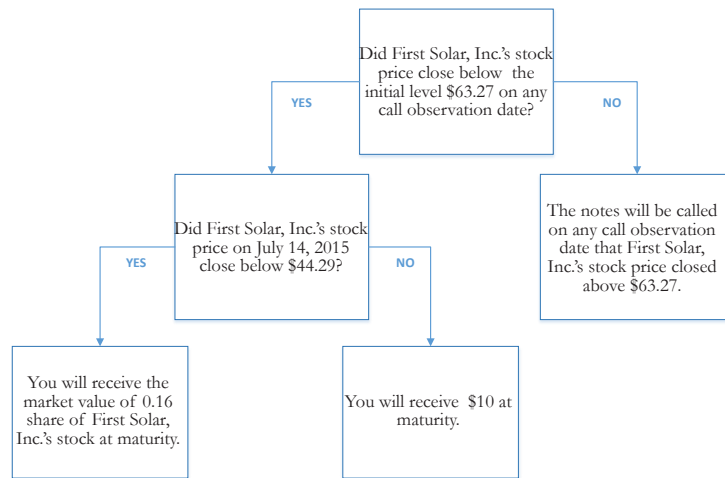 Did First Solar, Inc.'s stock
price close below the
initial level $63.27 on any
call observation date?
YES
NO
Did First Solar, Inc.'s stock
price on July 14, 2015
close below $44.29?
The notes will be called
on any call observation
date that First Solar,
Inc.'s stock price closed
above $63.27.
YES
NO
You will receive the
market value of 0.16
share of First Solar,
Inc.'s stock at maturity.
You will receive $10 at
maturity.